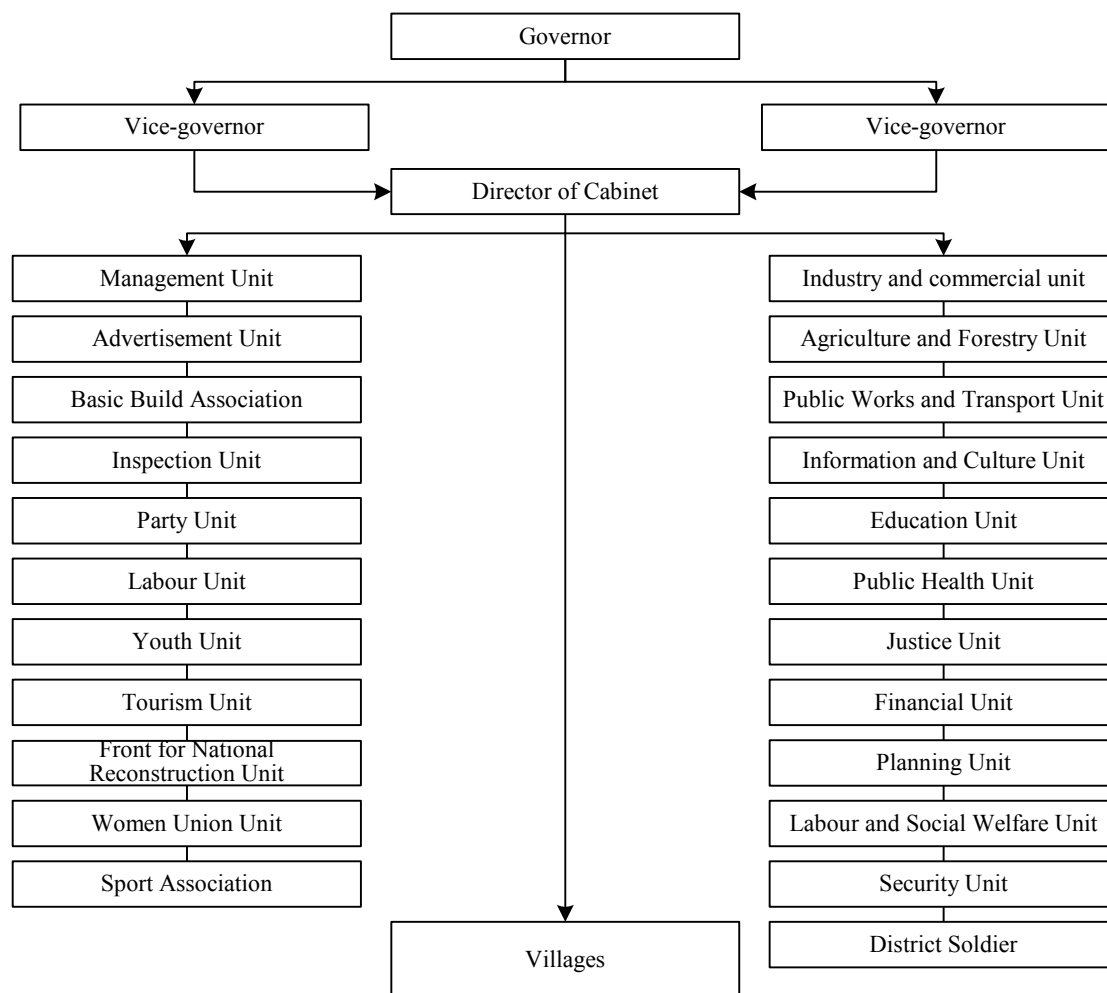 Governor
Vice-governor
Vice-governor
Director of Cabinet
Management Unit
Advertisement Unit
Basic Build Association
Inspection Unit
Party Unit
Labour Unit
Youth Unit
Tourism Unit
Front for National
Reconstruction Unit
Women Union Unit
Sport Association
Industry and commercial unit
Agriculture and Forestry Unit
Public Works and Transport Unit
Information and Culture Unit
Education Unit
Public Health Unit
Justice Unit
Financial Unit
Planning Unit
Labour and Social Welfare Unit
Security Unit
District Soldier
Villages